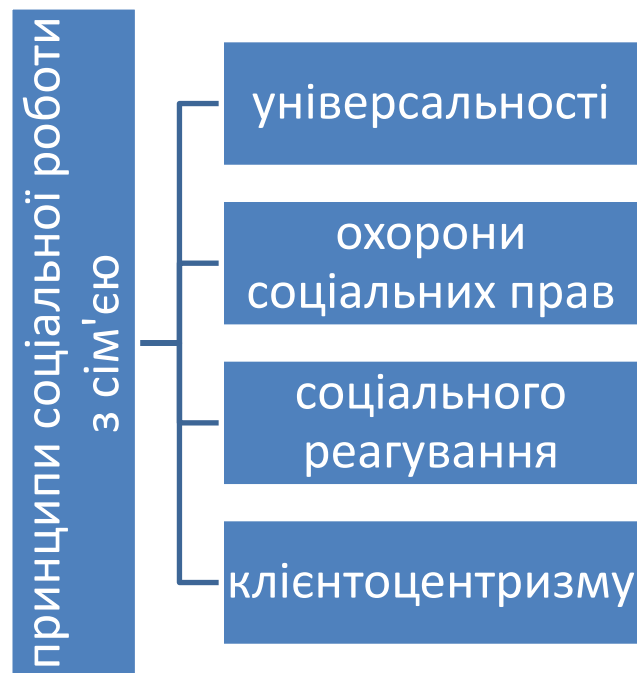 принципи соціальної роботи
з сім'єю
універсальності
охорони
соціальних прав
соціального
реагування
клієнтоцентризму